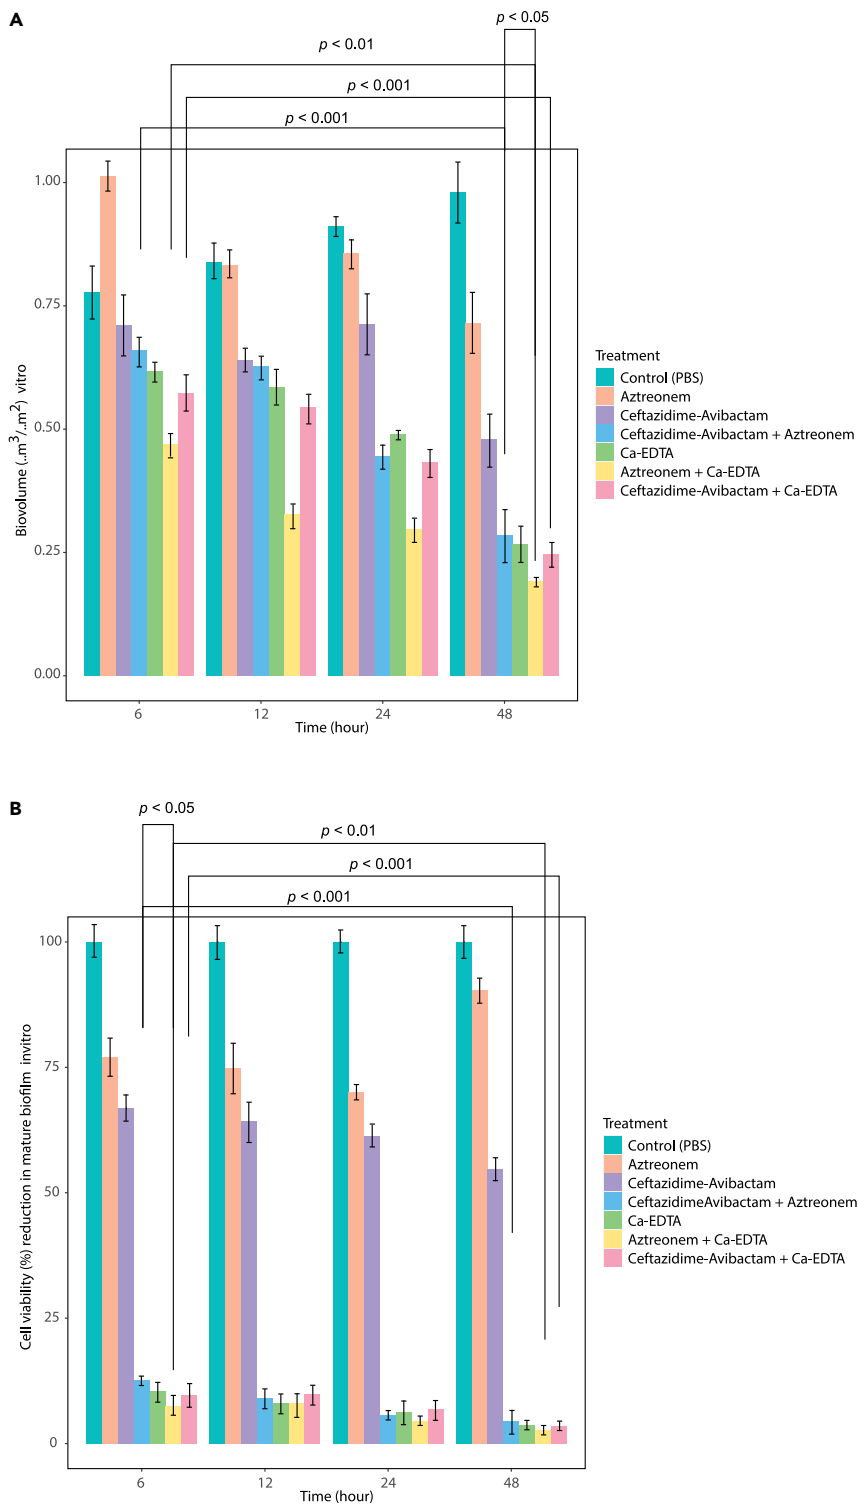 A
p < 0.05
p < 0.01
p < 0.001
p < 0.001
1.00
0.75
0.50
0.25
0.00
Biovolume (..m3/..m2) vitro
6
12
24
48
Time (hour)
Treatment
Control (PBS)
Aztreonem
Ceftazidime-Avibactam
Ceftazidime-Avibactam + Aztreonem
Ca-EDTA
Aztreonem + Ca-EDTA
Ceftazidime-Avibactam + Ca-EDTA
B
p < 0.05
p < 0.01
p < 0.001
p < 0.001
100
75
50
25
0
Cell viability (%) reduction in mature biofilm invitro
6
12
24
48
Time (hour)
Treatment
Control (PBS)
Aztreonem
Ceftazidime-Avibactam
CeftazidimeAvibactam + Aztreonem
Ca-EDTA
Aztreonem + Ca-EDTA
Ceftazidime-Avibactam + Ca-EDTA